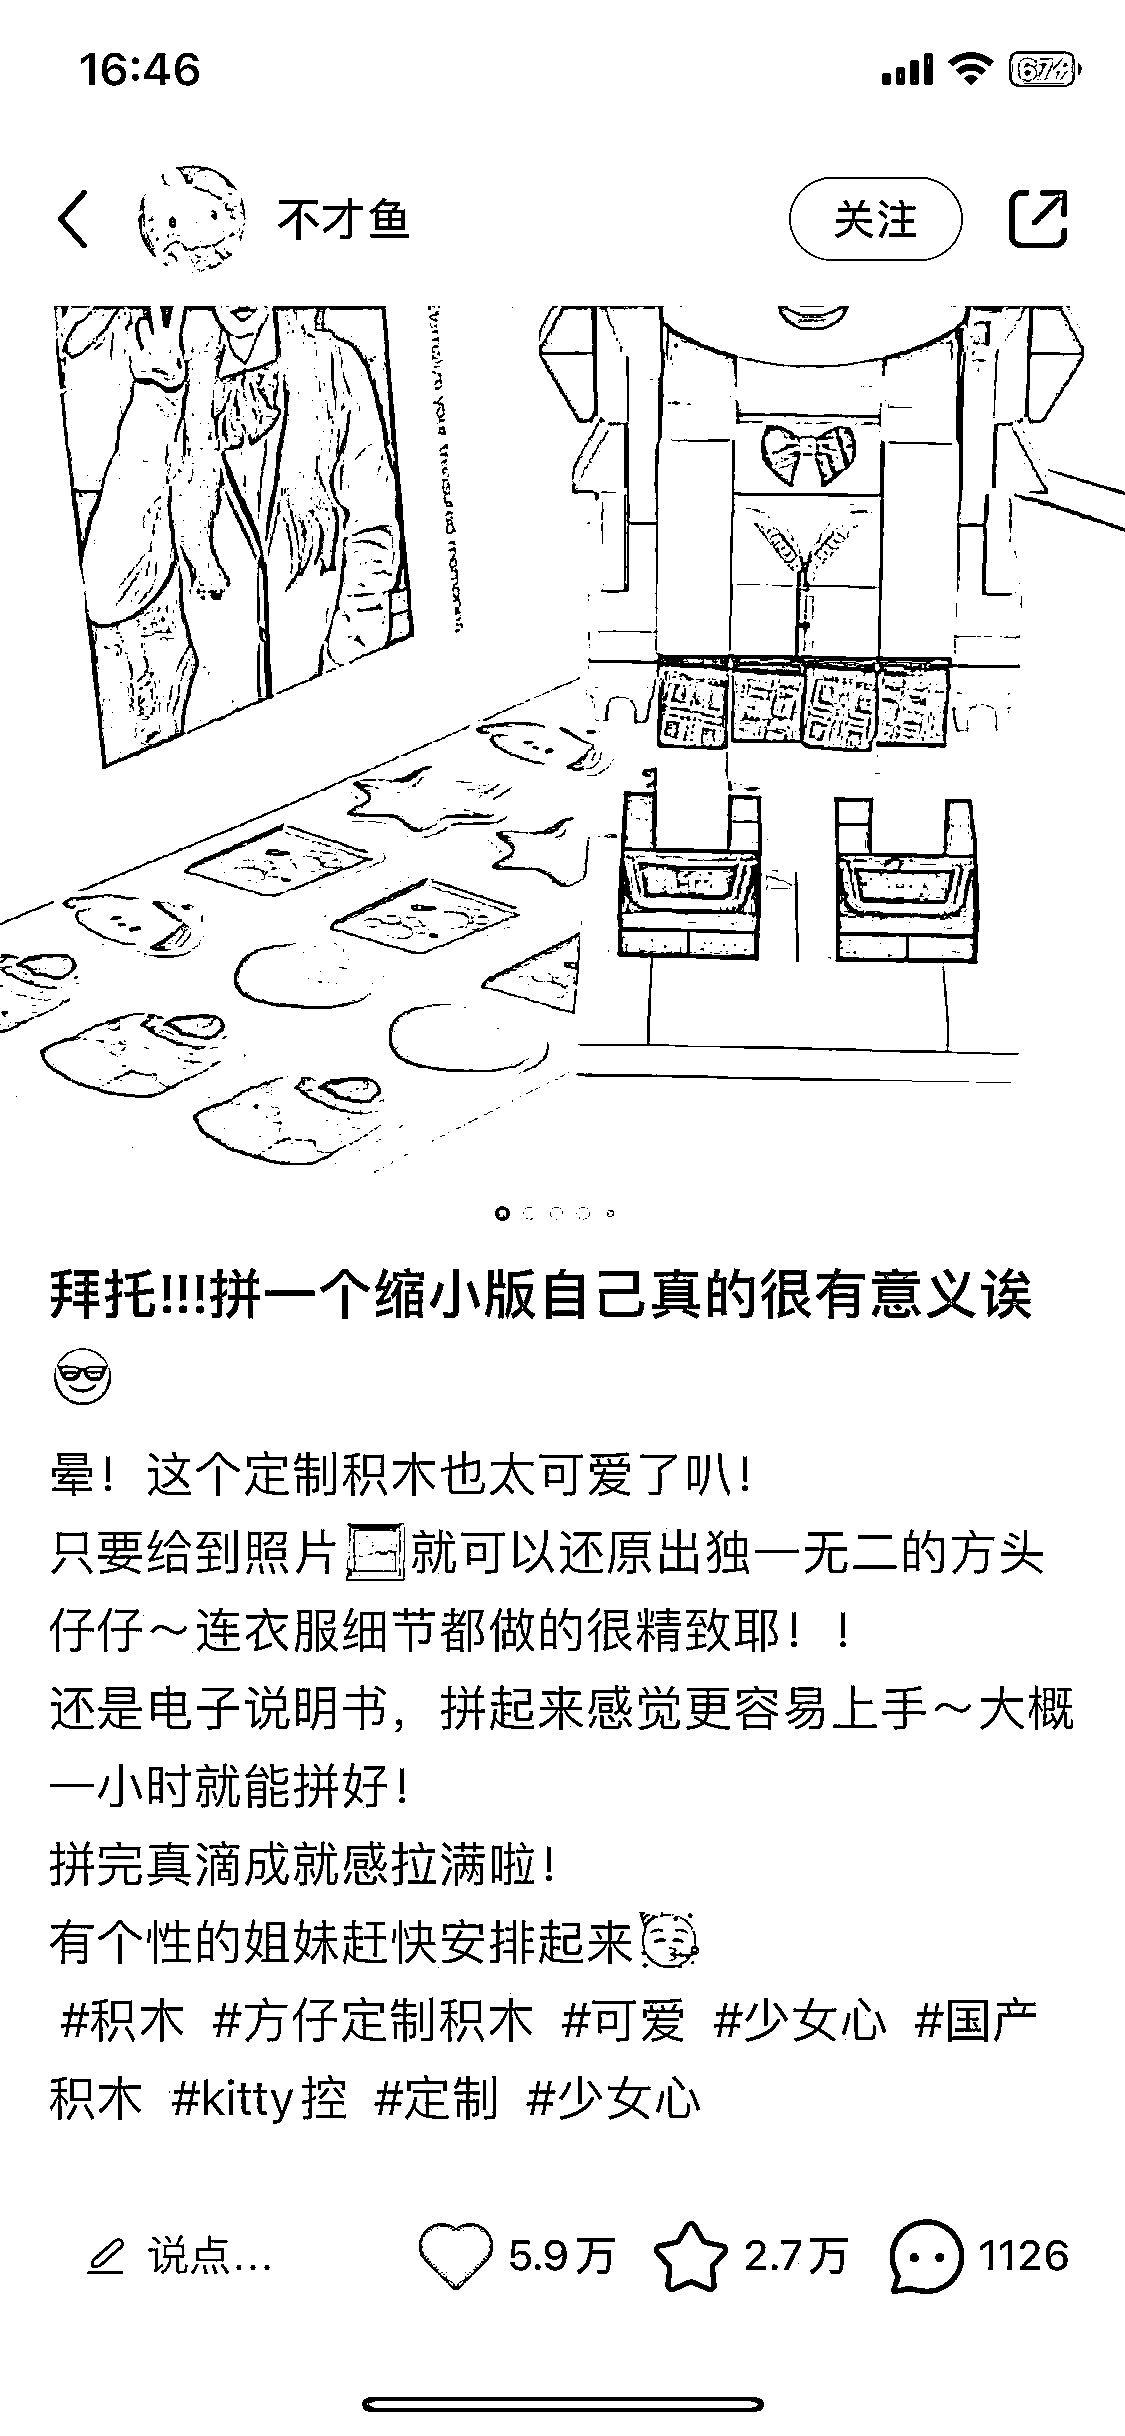 16:46
不才鱼
关注
拜托!!!拼一个缩小版自己真的很有意义诶
😎
晕！这个定制积木也太可爱了叭！
只要给到照片🖼就可以还原出独一无二的方头
仔仔～连衣服细节都做的很精致耶！！
还是电子说明书，拼起来感觉更容易上手～大概
一小时就能拼好！
拼完真滴成就感拉满啦！
有个性的姐妹赶快安排起来🥳
#积木 #方仔定制积木 #可爱 #少女心 #国产
积木 #kitty控 #定制 #少女心
说点...
5.9万
2.7万
1126